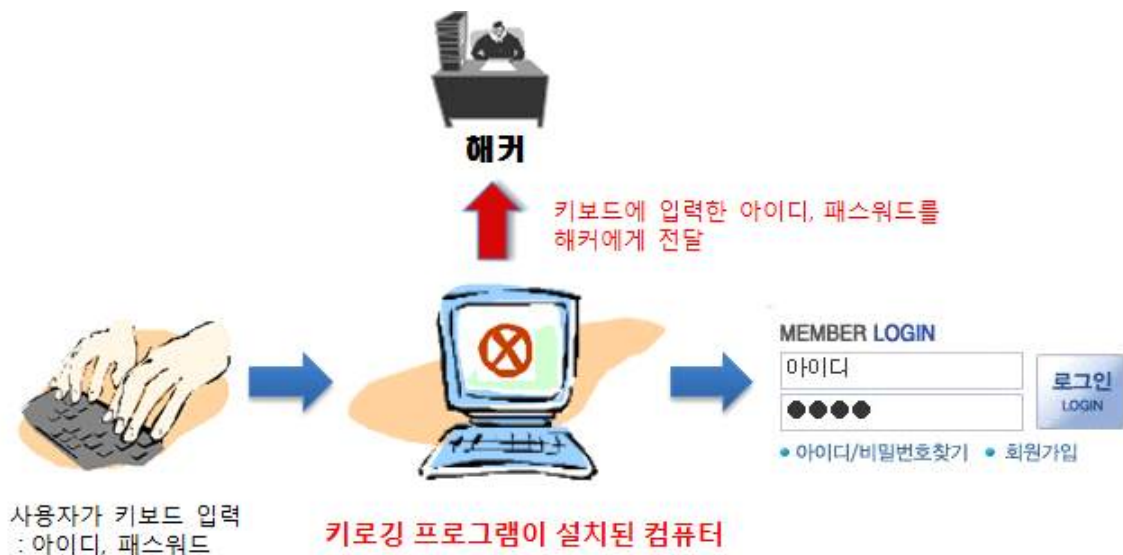 해커
키보드에 입력한 아이디, 패스워드를
해커에게 전달
MEMBER LOGIN
아이디
로그인
LOGIN
• 아이디/비밀번호찾기 • 회원가입
사용자가 키보드 입력
: 아이디, 패스워드
키로깅 프로그램이 설치된 컴퓨터